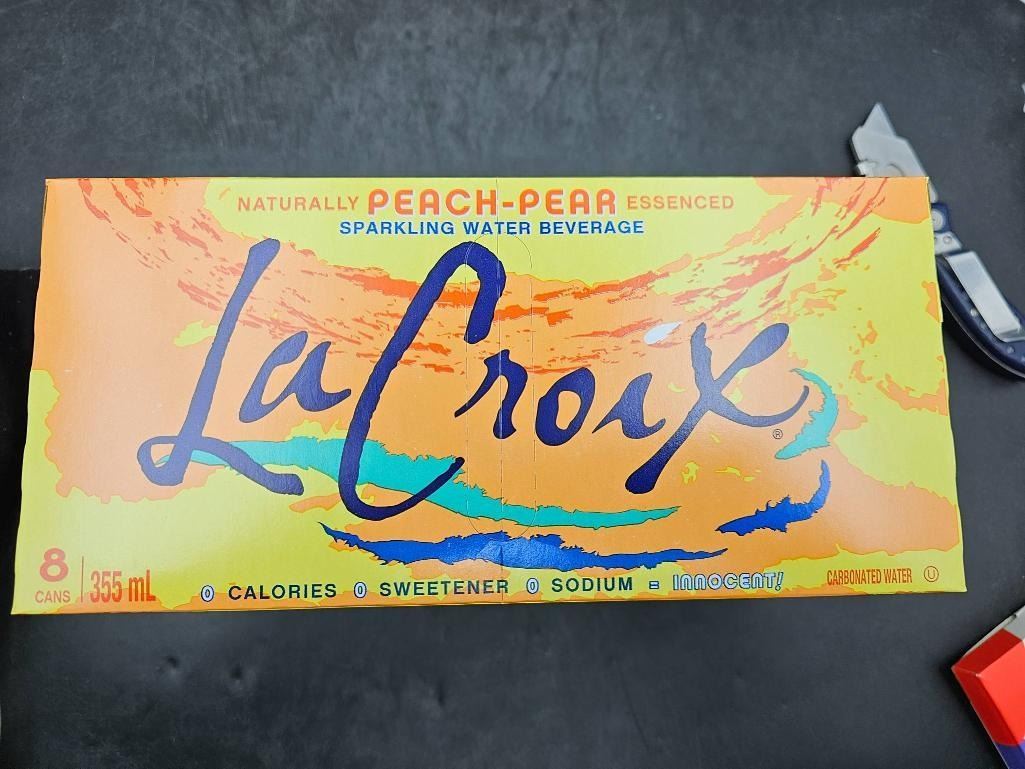 NATURALLY PEACH-PEAR ESSENCED
SPARKLING WATER BEVERAGE
LaCroix®
8 CANS | 355 mL
0 CALORIES 0 SWEETENER 0 SODIUM = INNOCENT!
CARBONATED WATER U